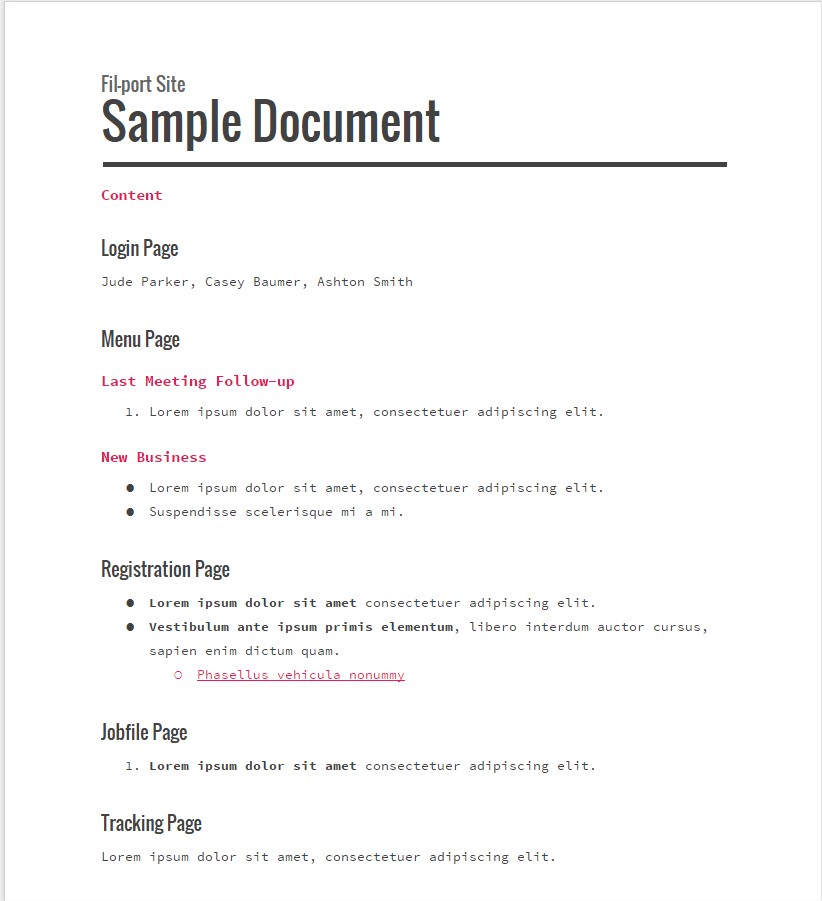 Fil-port Site
Sample Document
Content
Login Page
Jude Parker, Casey Baumer, Ashton Smith
Menu Page
Last Meeting Follow-up
1. Lorem ipsum dolor sit amet, consectetuer adipiscing elit.
New Business
● Lorem ipsum dolor sit amet, consectetuer adipiscing elit.
● Suspendisse scelerisque mi a mi.
Registration Page
● Lorem ipsum dolor sit amet consectetuer adipiscing elit.
● Vestibulum ante ipsum primis elementum, libero interdum auctor cursus,
sapien enim dictum quam.
○ Phasellus vehicula nonummy
Jobfile Page
1. Lorem ipsum dolor sit amet consectetuer adipiscing elit.
Tracking Page
Lorem ipsum dolor sit amet, consectetuer adipiscing elit.